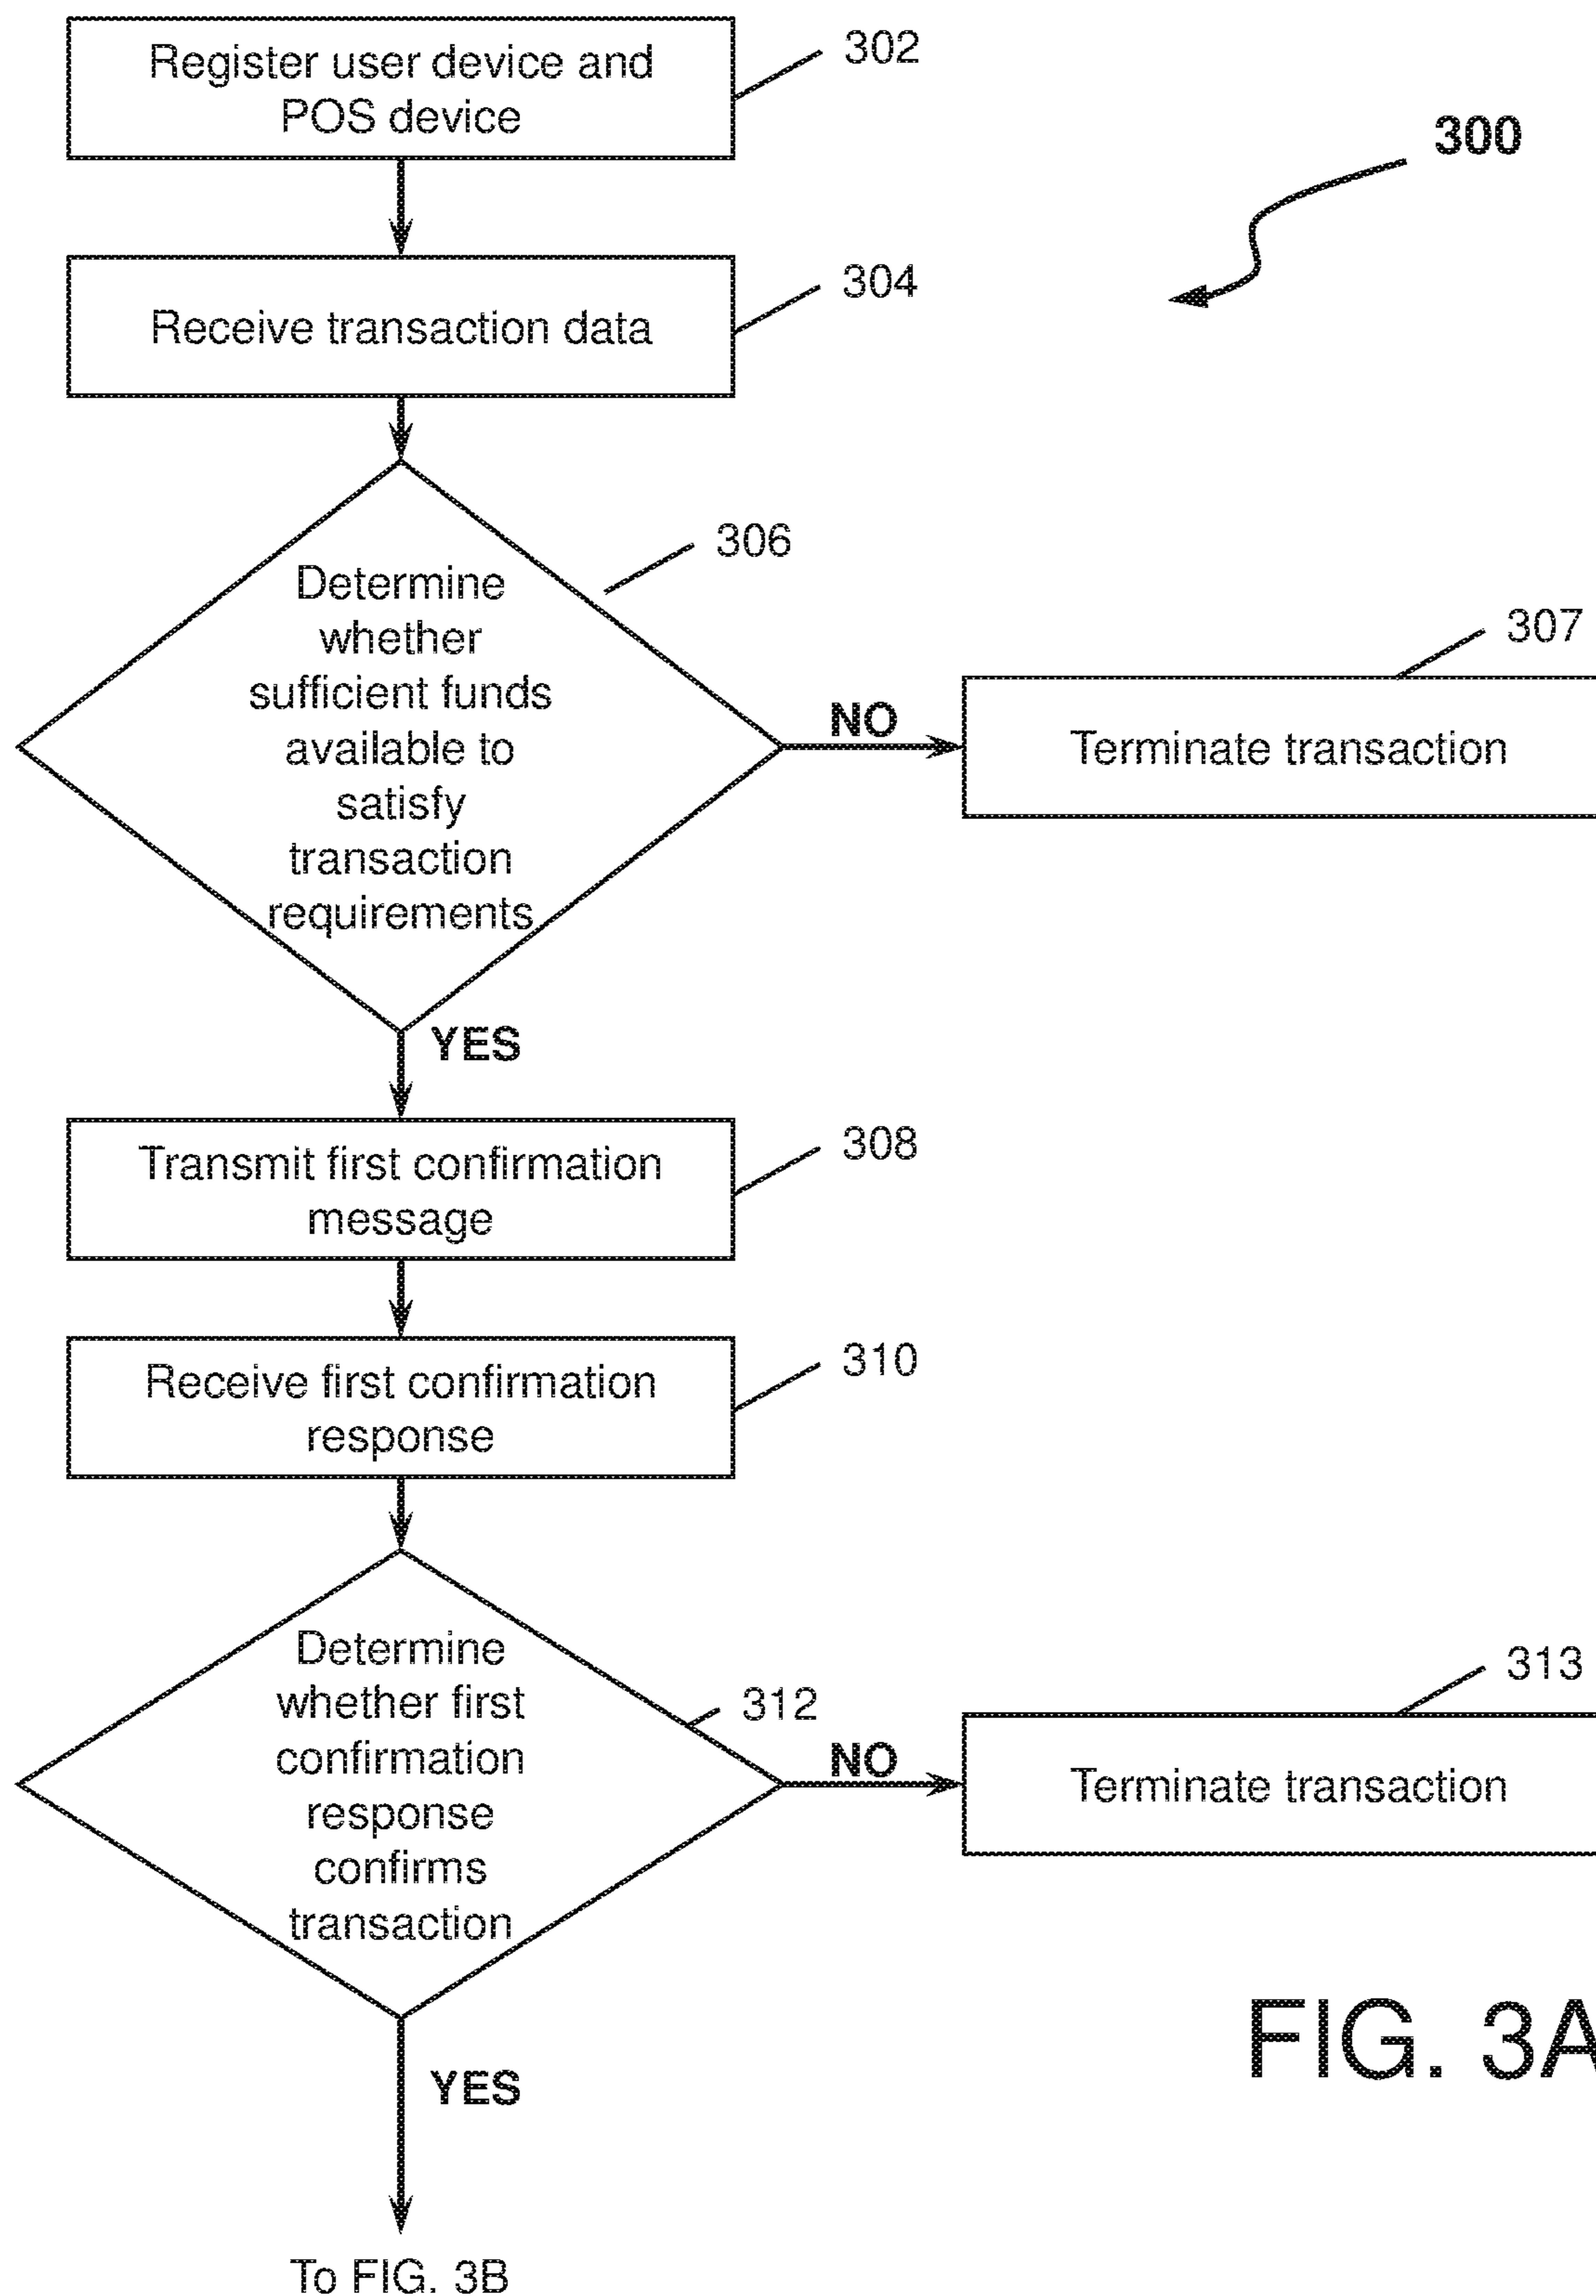 Register user device and
POS device
302
300
Receive transaction data
304
Determine
whether
sufficient funds
available to
satisfy
transaction
requirements
306
NO
307
Terminate transaction
YES
Transmit first confirmation
message
308
Receive first confirmation
response
310
Determine
whether first
confirmation
response
confirms
transaction
312
NO
313
Terminate transaction
YES
To FIG. 3B
FIG. 3A